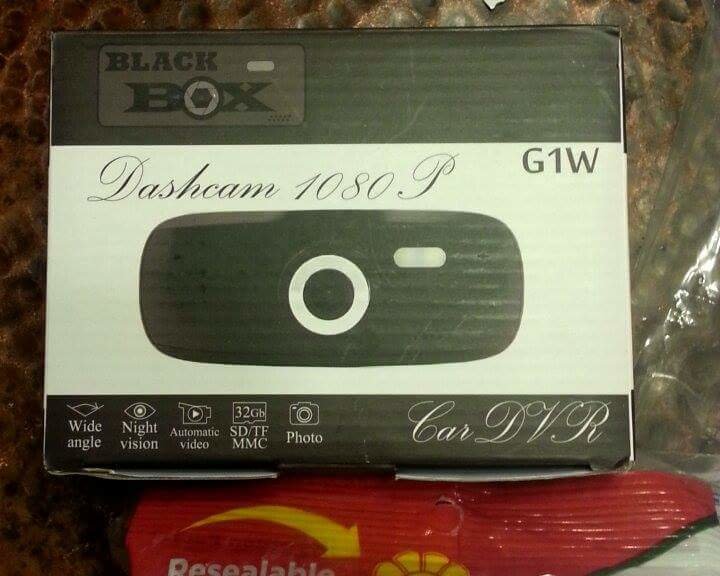 BLACK
BOX
G1W
Dashcam 1080 P
Wide angle
Night vision
Automatic video
32Gb
SD/TF MMC
Photo
Car DVR
Resealable